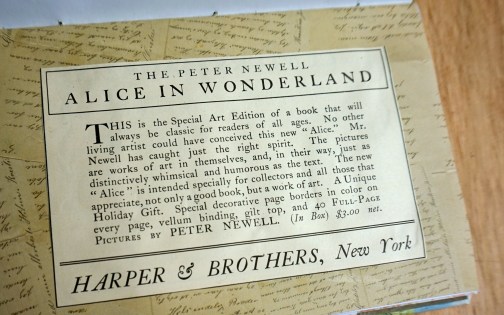 THE PETER NEWELL
ALICE IN WONDERLAND
THIS is the Special Art Edition of a book that will
always be classic for readers of all ages. No other
living artist could have conceived this new "Alice." Mr.
Newell has caught just the right spirit. The pictures
are works of art in themselves, and, in their way, just as
distinctively whimsical and humorous as the text. The new
"Alice" is intended specially for collectors and all those that
appreciate, not only a good book, but a work of art. A Unique
Holiday Gift. Special decorative page borders in color on
every page, vellum binding, gilt top, and 40 FULL-PAGE
PICTURES BY PETER NEWELL. (In Box) $3.00 net.
HARPER & BROTHERS, New York